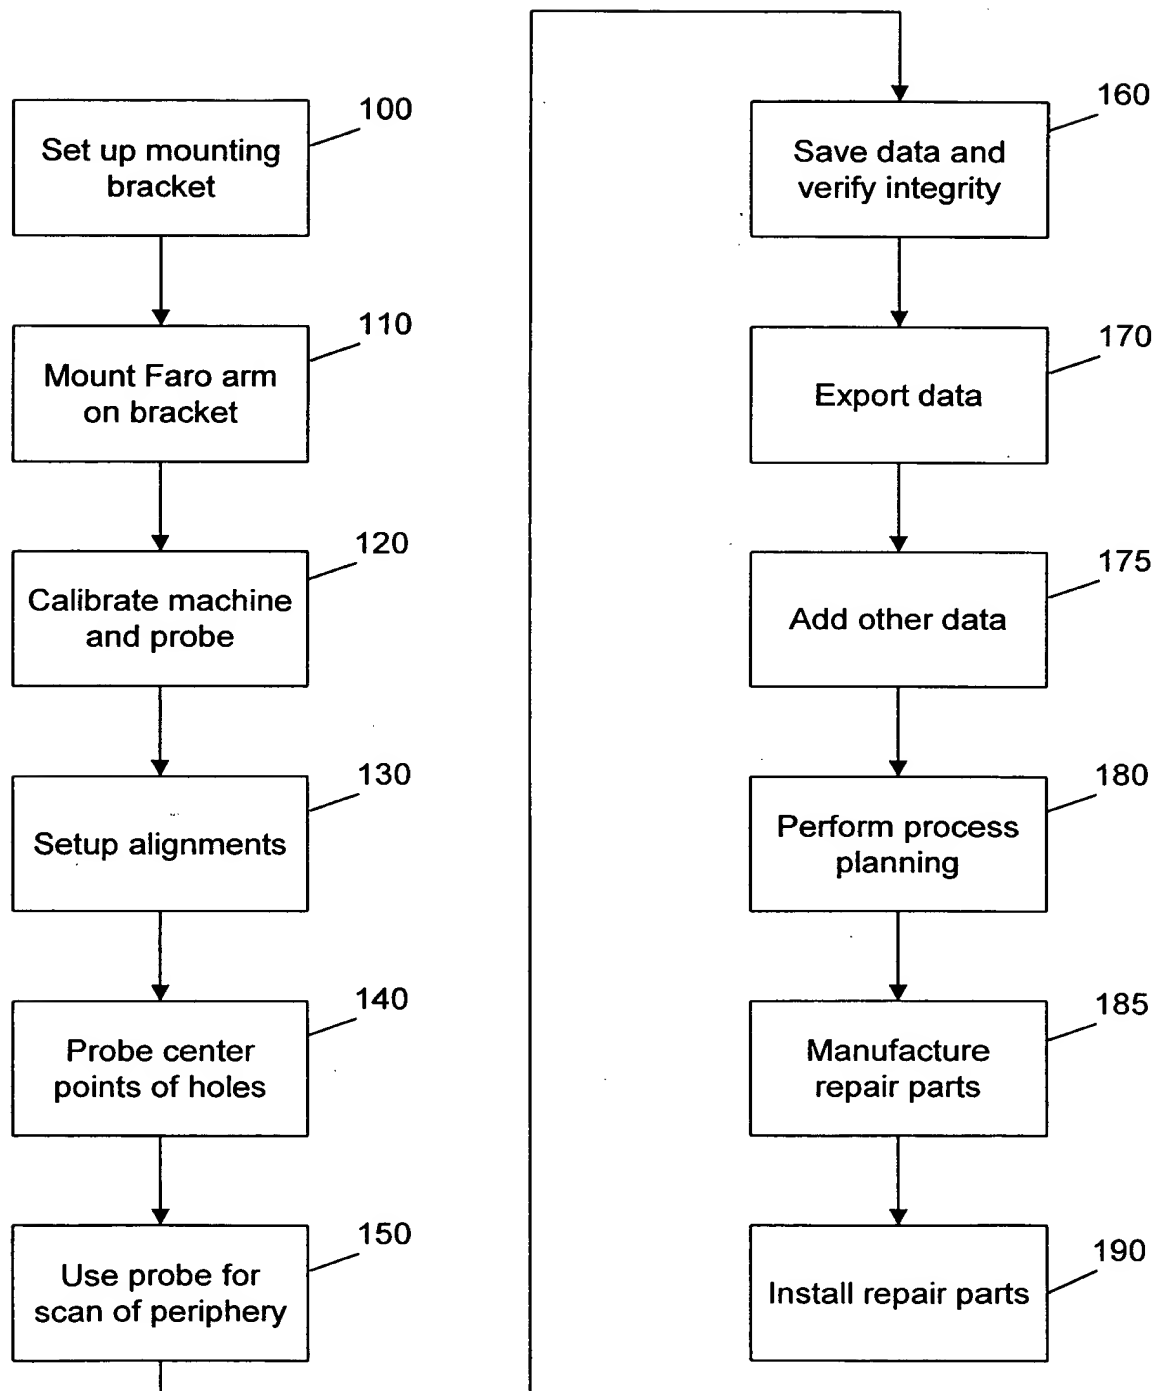 100
Set up mounting
bracket
110
Mount Faro arm
on bracket
120
Calibrate machine
and probe
130
Setup alignments
140
Probe center
points of holes
150
Use probe for
scan of periphery
160
Save data and
verify integrity
170
Export data
175
Add other data
180
Perform process
planning
185
Manufacture
repair parts
190
Install repair parts